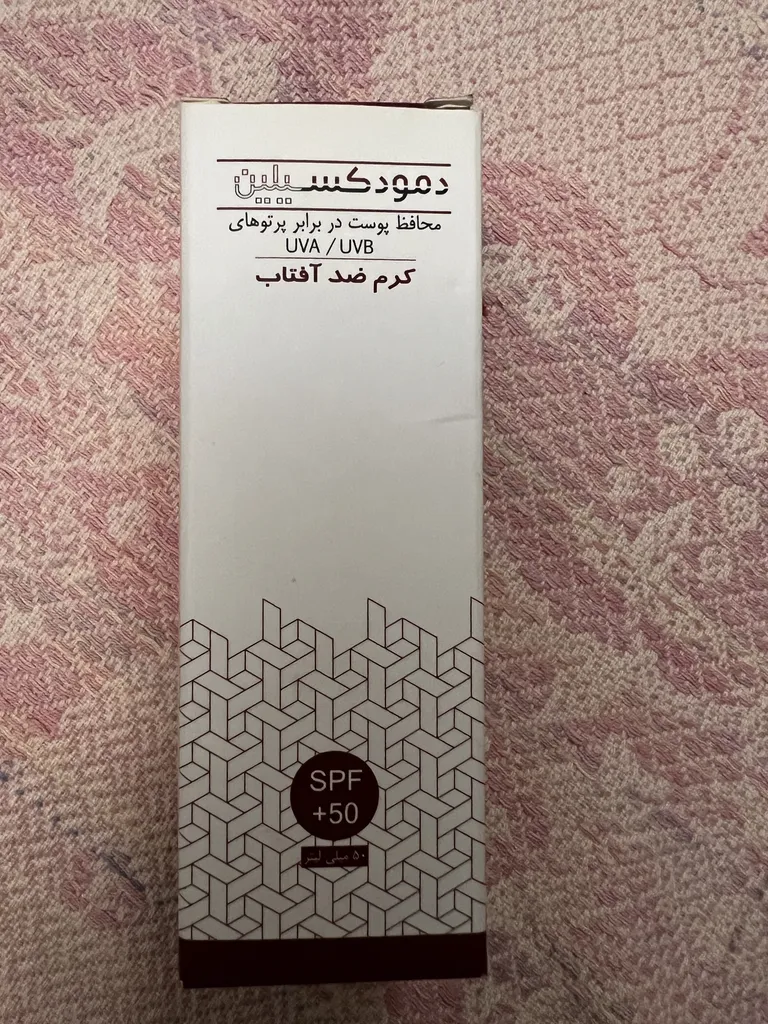 دمودکسیلین
محافظ پوست در برابر پرتوهای
UVA / UVB
کرم ضد آفتاب
SPF
+50
۵۰ میلی لیتر